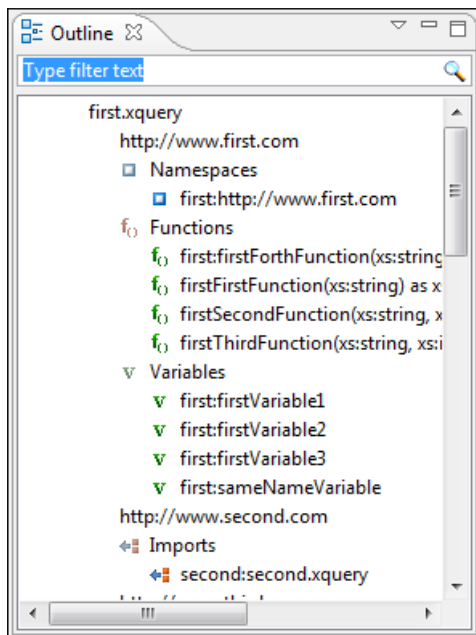 Outline
Type filter text
first.xquery
http://www.first.com
Namespaces
first:http://www.first.com
f() Functions
f() first:firstForthFunction(xs:string
f() firstFirstFunction(xs:string) as x
f() firstSecondFunction(xs:string, x
f() firstThirdFunction(xs:string, xs:i
v Variables
v first:firstVariable1
v first:firstVariable2
v first:firstVariable3
v first:sameNameVariable
http://www.second.com
Imports
second:second.xquery